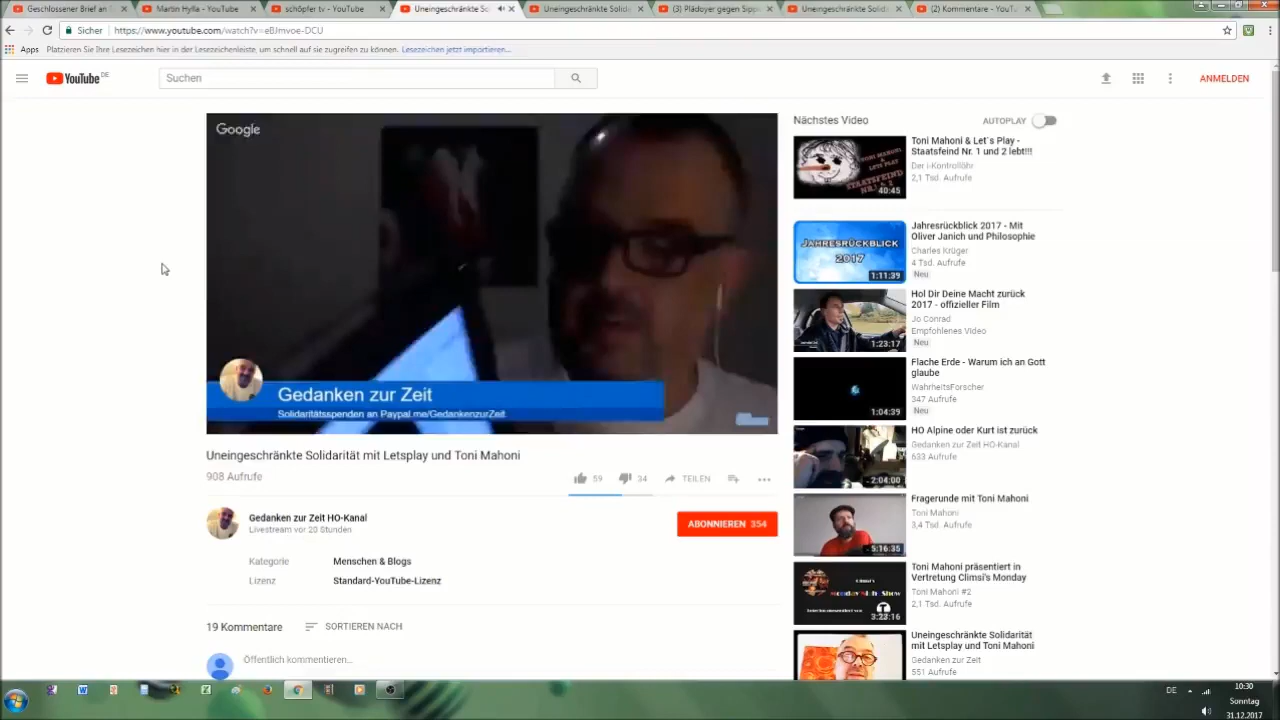 Geschlossener Brief an
Martin Hylla - YouTube
schöpfer tv - YouTube
Uneingeschränkte Sol
Uneingeschränkte Solid
(3) Plädoyer gegen Sipp
Uneingeschränkte Solid
(2) Kommentare - YouT
Sicher
https://www.youtube.com/watch?v=eBJmvoe-DCU
Apps
Platzieren Sie Ihre Lesezeichen hier in der Lesezeichenleiste, um schnell auf sie zugreifen zu können.
Lesezeichen jetzt importieren...
YouTube DE
Suchen
ANMELDEN
Google
Gedanken zur Zeit
Solidaritätsspenden an Paypal.me/GedankenzurZeit
Uneingeschränkte Solidarität mit Letsplay und Toni Mahoni
908 Aufrufe
59
34
TEILEN
Gedanken zur Zeit HO-Kanal
Livestream vor 20 Stunden
ABONNIEREN 354
Kategorie
Menschen & Blogs
Lizenz
Standard-YouTube-Lizenz
19 Kommentare
SORTIEREN NACH
Öffentlich kommentieren...
Nächstes Video
AUTOPLAY
TONI MAHONI
&
LETS PLAY
STAATSFEIND
40:45
Toni Mahoni & Let`s Play -
Staatsfeind Nr. 1 und 2 lebt!!!
Der i-Kontrollähr
2,1 Tsd. Aufrufe
JAHRESRÜCKBLICK
2017
1:11:39
Jahresrückblick 2017 - Mit
Oliver Janich und Philosophie
Charles Krüger
4 Tsd. Aufrufe
Neu
1:23:17
Hol Dir Deine Macht zurück
2017 - offizieller Film
Jo Conrad
Empfohlenes Video
Neu
1:04:39
Flache Erde - Warum ich an Gott
glaube
WahrheitsForscher
347 Aufrufe
Neu
2:04:00
HO Alpine oder Kurt ist zurück
Gedanken zur Zeit HO-Kanal
633 Aufrufe
5:16:35
Fragerunde mit Toni Mahoni
Toni Mahoni
3,4 Tsd. Aufrufe
3:23:16
Toni Mahoni präsentiert in
Vertretung Climsi's Monday
Toni Mahoni #2
2,1 Tsd. Aufrufe
Uneingeschränkte Solidarität
mit Letsplay und Toni Mahoni
Gedanken zur Zeit
551 Aufrufe
DE
10:30
Sonntag
31.12.2017